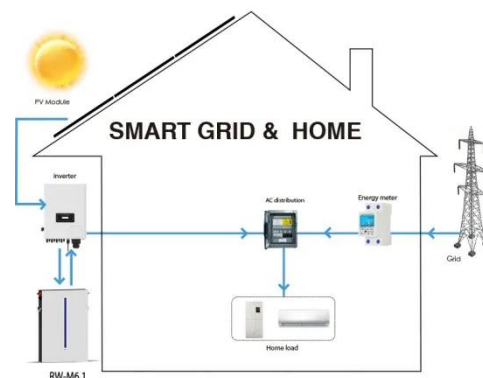 PV Module
SMART GRID & HOME
Inverter
AC distribution
Energy meter
Grid
Home load
RW-M6.1